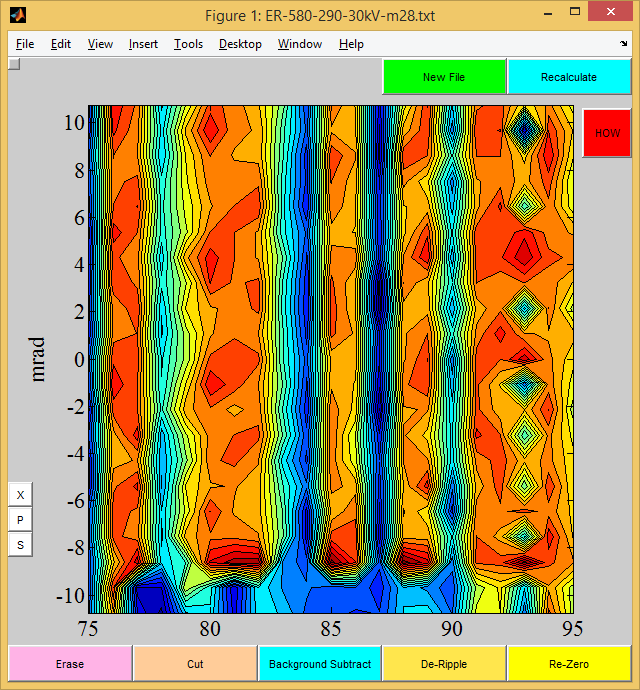 Figure 1: ER-580-290-30kV-m28.txt
File Edit View Insert Tools Desktop Window Help
New File Recalculate
HOW
10
8
6
4
2
0
-2
-4
-6
-8
-10
mrad
X
P
S
75 80 85 90 95
Erase Cut Background Subtract De-Ripple Re-Zero